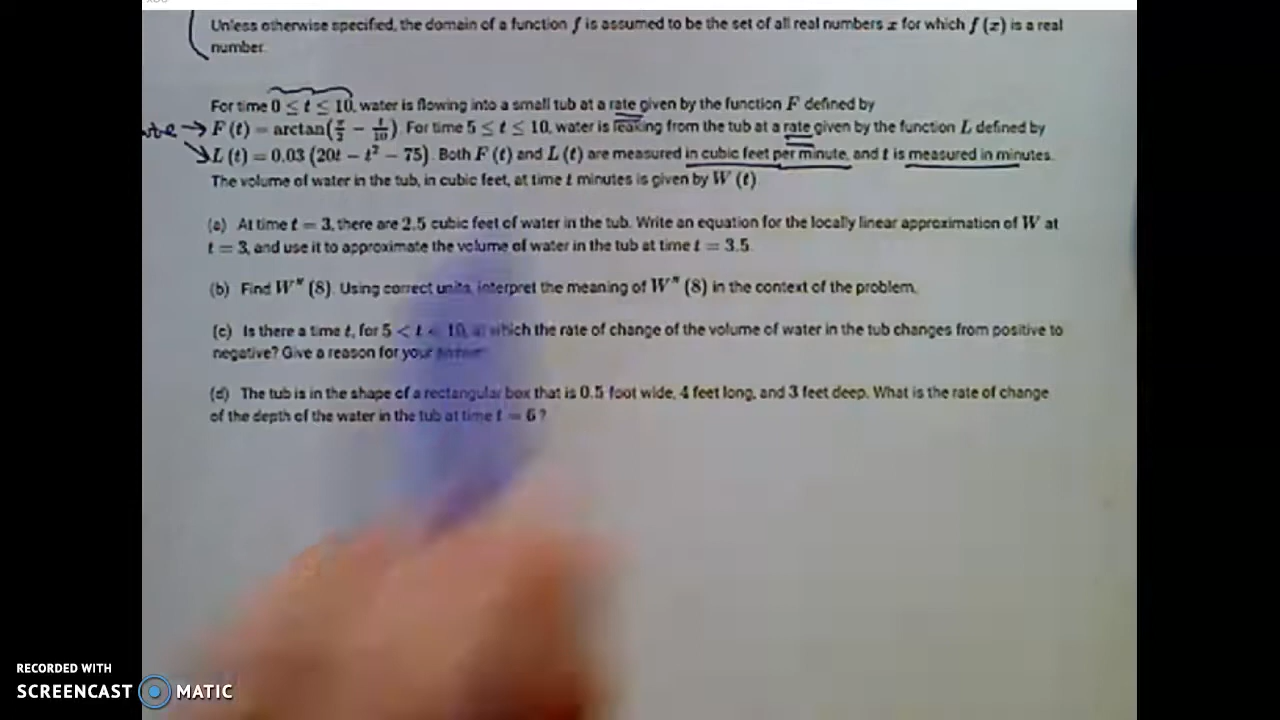 Unless otherwise specified, the domain of a function f is assumed to be the set of all real numbers x for which f (x) is a real
number.
For time 0 ≤ t ≤ 10, water is flowing into a small tub at a rate given by the function F defined by
F (t) = arctan(π/2 − t/10). For time 5 ≤ t ≤ 10, water is leaking from the tub at a rate given by the function L defined by
L (t) = 0.03 (20t − t² − 75). Both F (t) and L (t) are measured in cubic feet per minute, and t is measured in minutes.
The volume of water in the tub, in cubic feet, at time t minutes is given by W (t)
(a) At time t = 3, there are 2.5 cubic feet of water in the tub. Write an equation for the locally linear approximation of W at
t = 3, and use it to approximate the volume of water in the tub at time t = 3.5.
(b) Find W″ (8). Using correct units, interpret the meaning of W″ (8) in the context of the problem.
(c) Is there a time t, for 5 < t < 10, at which the rate of change of the volume of water in the tub changes from positive to
negative? Give a reason for your answer
(d) The tub is in the shape of a rectangular box that is 0.5 foot wide, 4 feet long, and 3 feet deep. What is the rate of change
of the depth of the water in the tub at time t = 6 ?
RECORDED WITH
SCREENCAST MATIC